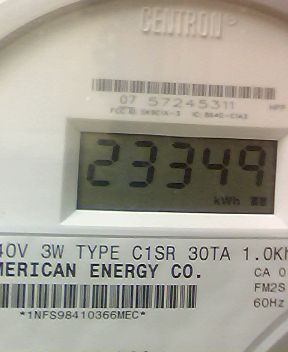 CENTRON®
07 57245311
23349
kWh
40V 3W TYPE C1SR 30TA 1.0Kh
MERICAN ENERGY CO.
CA 0
FM2S
60Hz
*1NFS98410366MEC*